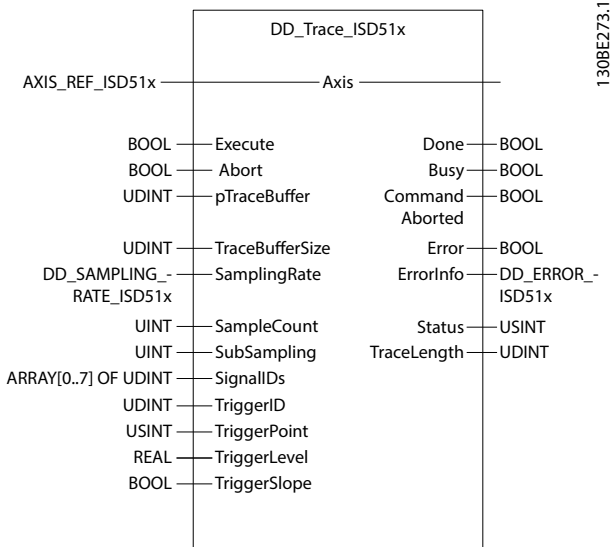 DD_Trace_ISD51x
130BE273.1
AXIS_REF_ISD51x Axis
BOOL Execute Done BOOL
BOOL Abort Busy BOOL
UDINT pTraceBuffer Command BOOL
Aborted
UDINT TraceBufferSize Error BOOL
DD_SAMPLING_- SamplingRate ErrorInfo DD_ERROR_-
RATE_ISD51x ISD51x
UINT SampleCount Status USINT
UINT SubSampling TraceLength UDINT
ARRAY[0..7] OF UDINT SignalIDs
UDINT TriggerID
USINT TriggerPoint
REAL TriggerLevel
BOOL TriggerSlope